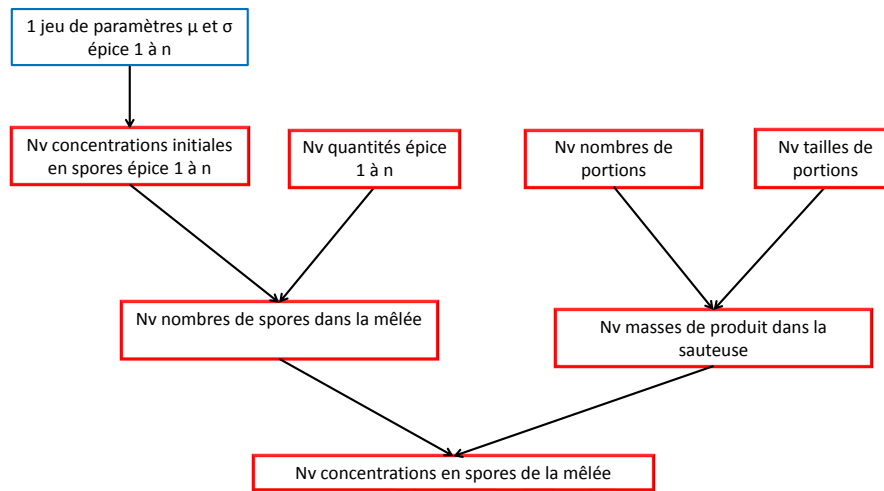 1 jeu de paramètres μ et σ
épice 1 à n
Nv concentrations initiales
en spores épice 1 à n
Nv quantités épice
1 à n
Nv nombres de
portions
Nv tailles de
portions
Nv nombres de spores dans la mêlée
Nv masses de produit dans la
sauteuse
Nv concentrations en spores de la mêlée